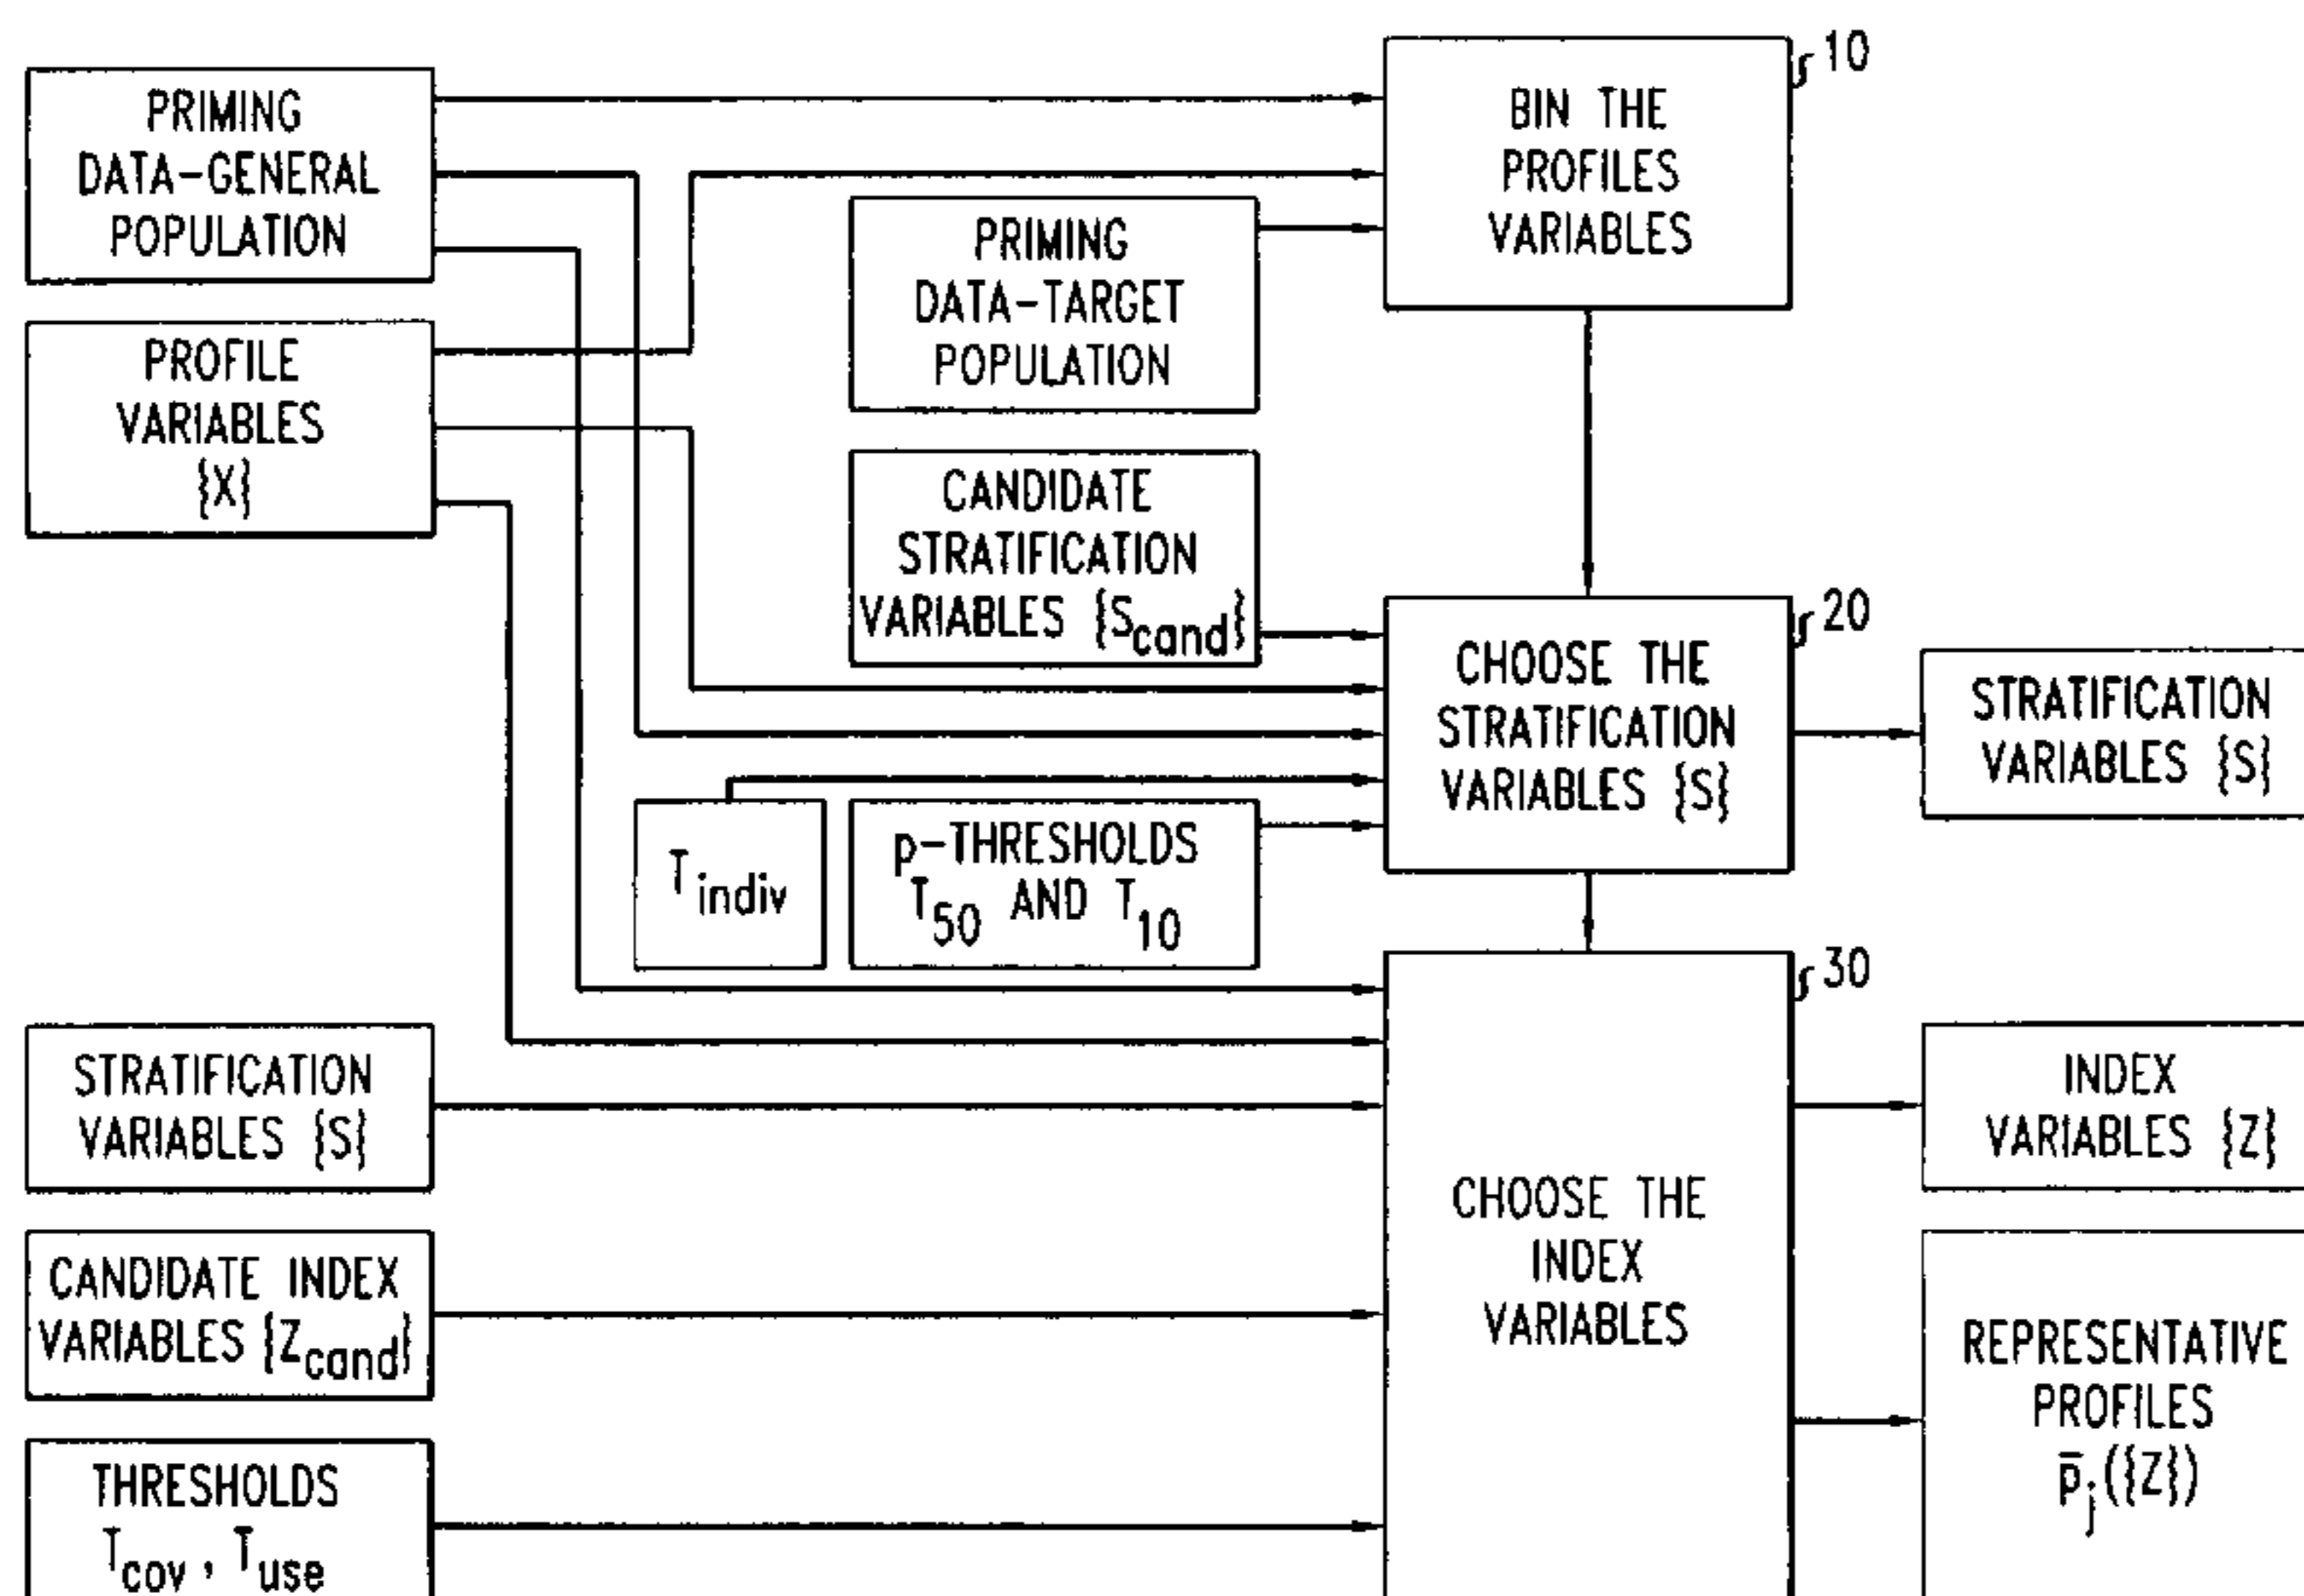 PRIMING
DATA-GENERAL
POPULATION
PROFILE
VARIABLES
{X}
PRIMING
DATA-TARGET
POPULATION
BIN THE
PROFILES
VARIABLES
10
CANDIDATE
STRATIFICATION
VARIABLES {S_cand}
T_indiv
p-THRESHOLDS
T_50 AND T_10
CHOOSE THE
STRATIFICATION
VARIABLES {S}
20
STRATIFICATION
VARIABLES {S}
STRATIFICATION
VARIABLES {S}
CANDIDATE INDEX
VARIABLES {Z_cand}
THRESHOLDS
T_cov, T_use
CHOOSE THE
INDEX
VARIABLES
30
INDEX
VARIABLES {Z}
REPRESENTATIVE
PROFILES
p̄_j({Z})